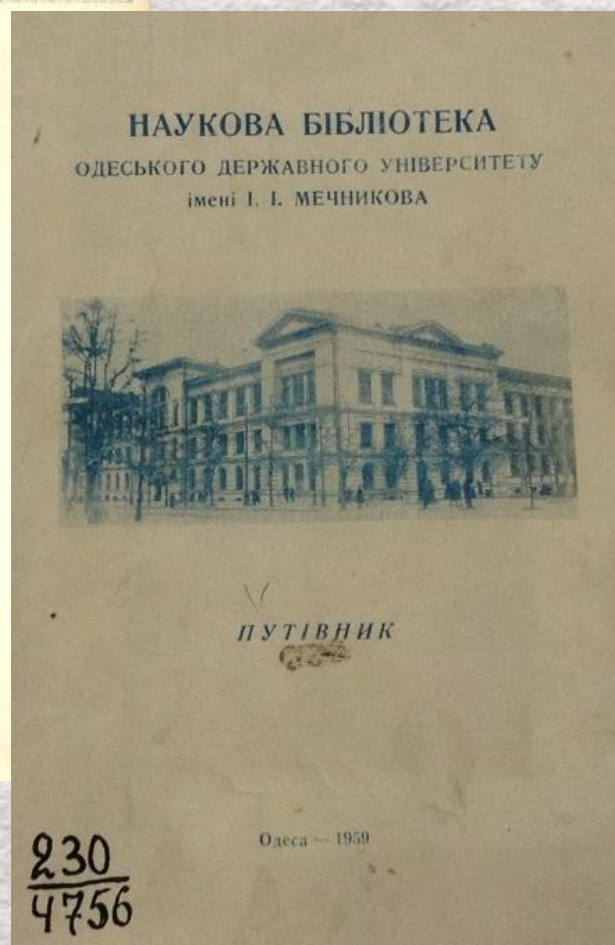 НАУКОВА БІБЛІОТЕКА
ОДЕСЬКОГО ДЕРЖАВНОГО УНІВЕРСИТЕТУ
імені І. І. МЕЧНИКОВА
ПУТІВНИК
Одеса — 1959
230
4756